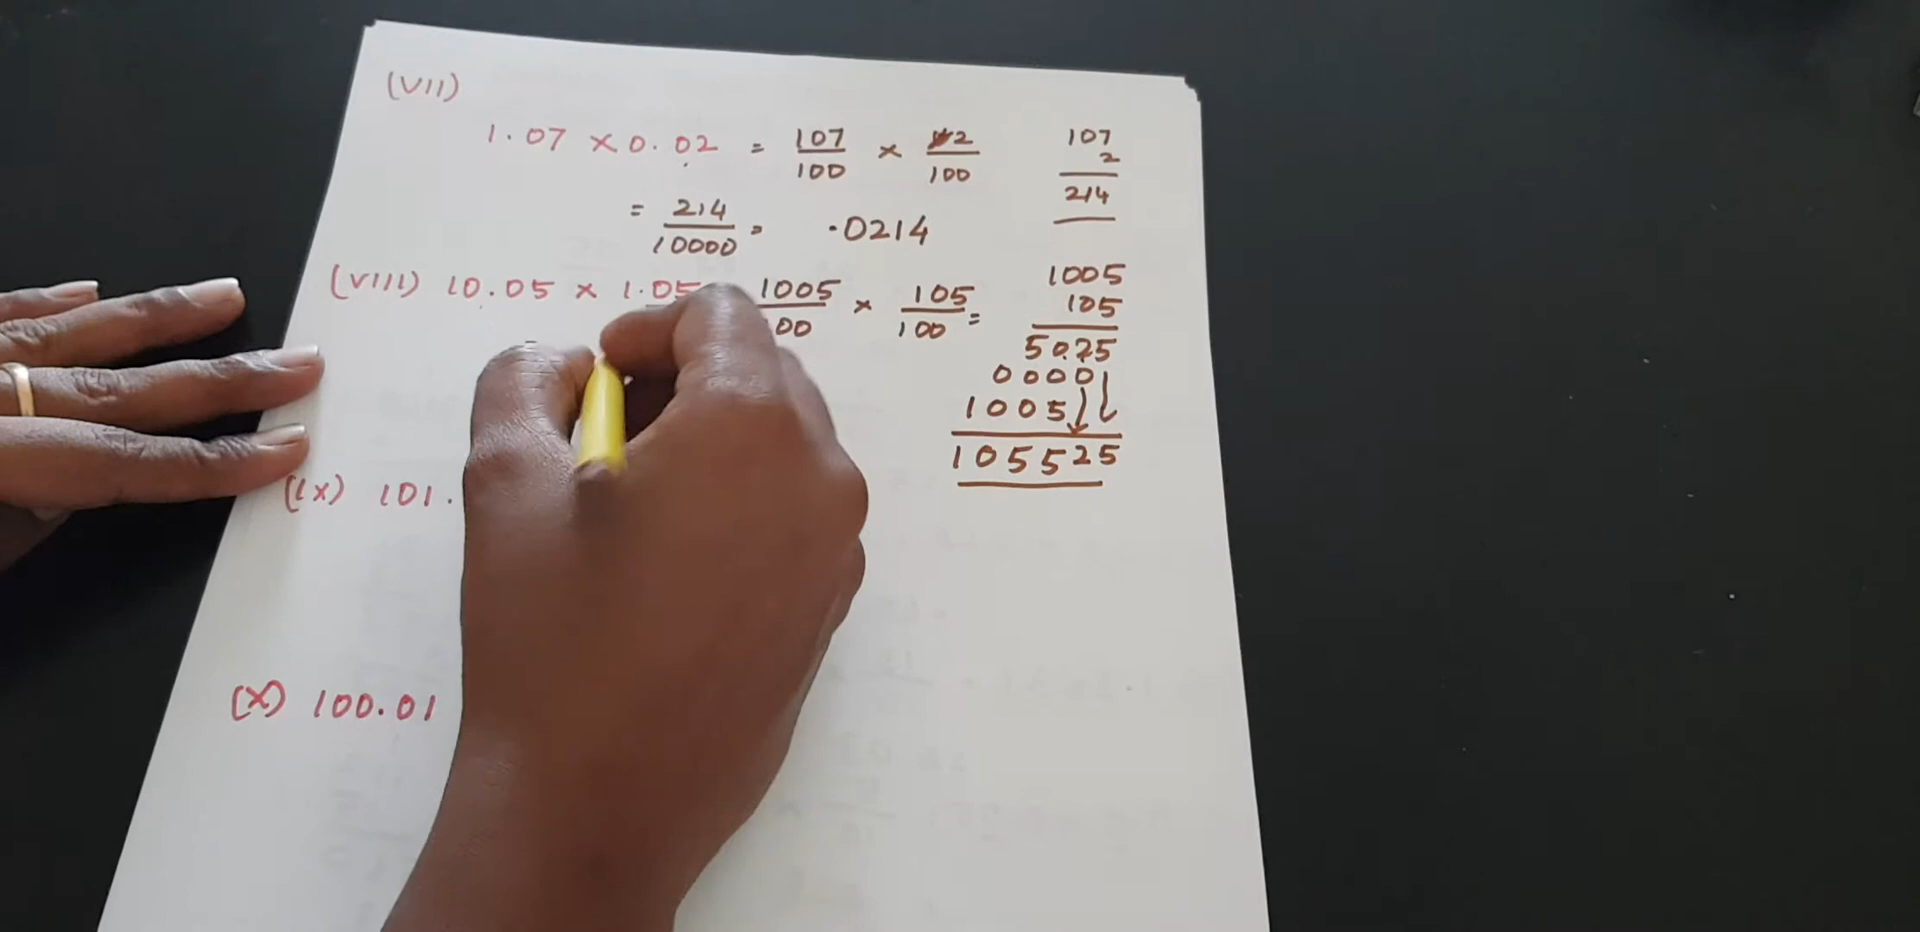 (VII)
1.07 × 0.02 = 107/100 × 2/100
107
2
214
= 214/10000 = .0214
(VIII) 10.05 × 1.05 1005/00 × 105/100 =
1005
105
5025
0000
1005
105525
(ix) 101.
(X) 100.01